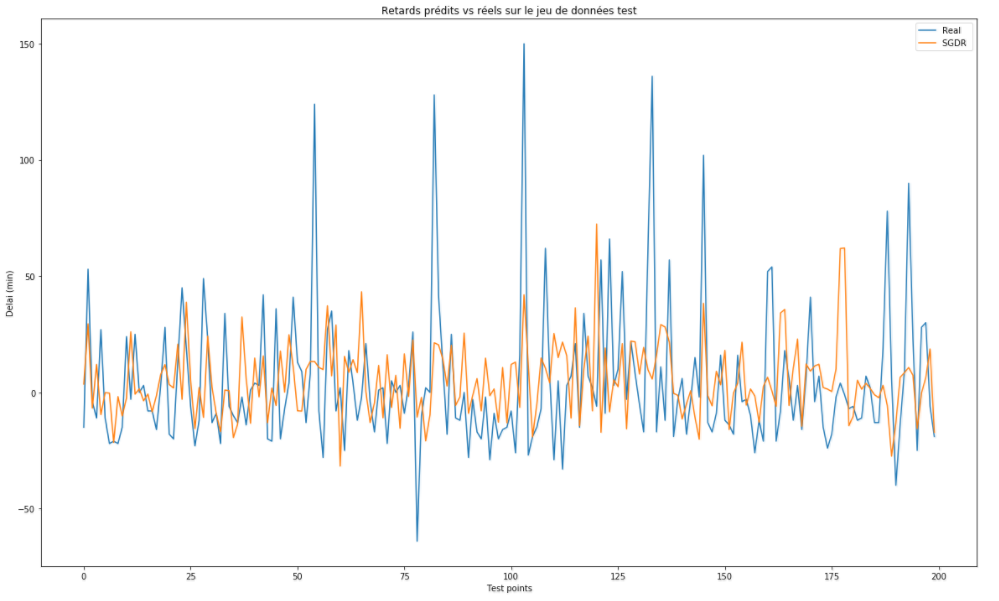 Retards prédits vs réels sur le jeu de données test
Real
SGDR
150
100
50
0
−50
Delai (min)
0 25 50 75 100 125 150 175 200
Test points